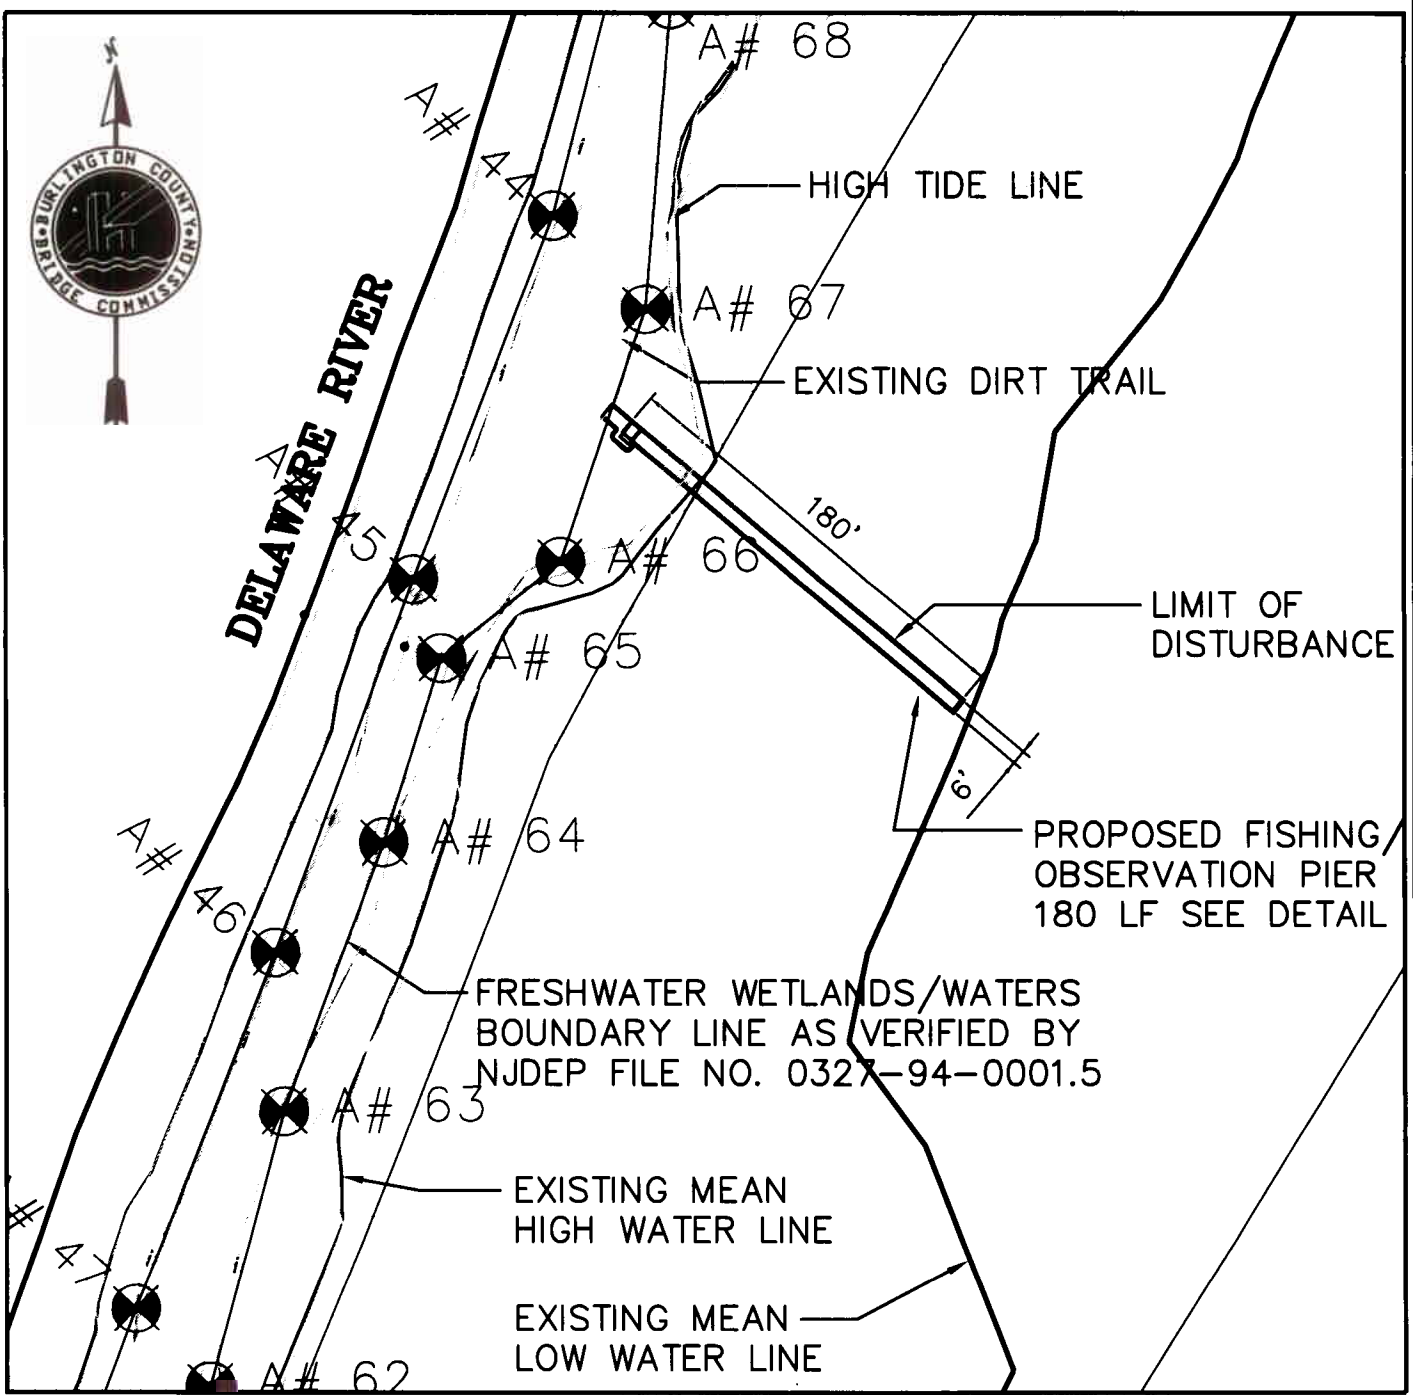 N
BURLINGTON COUNTY
BRIDGE COMMISSION
A# 68
A# 44
HIGH TIDE LINE
A# 67
DELAWARE RIVER
EXISTING DIRT TRAIL
A# 45
180'
A# 66
LIMIT OF
DISTURBANCE
A# 65
6'
A# 64
PROPOSED FISHING/
OBSERVATION PIER
180 LF SEE DETAIL
A# 46
FRESHWATER WETLANDS/WATERS
BOUNDARY LINE AS VERIFIED BY
NJDEP FILE NO. 0327-94-0001.5
A# 63
EXISTING MEAN
HIGH WATER LINE
# 47
EXISTING MEAN
LOW WATER LINE
A# 62